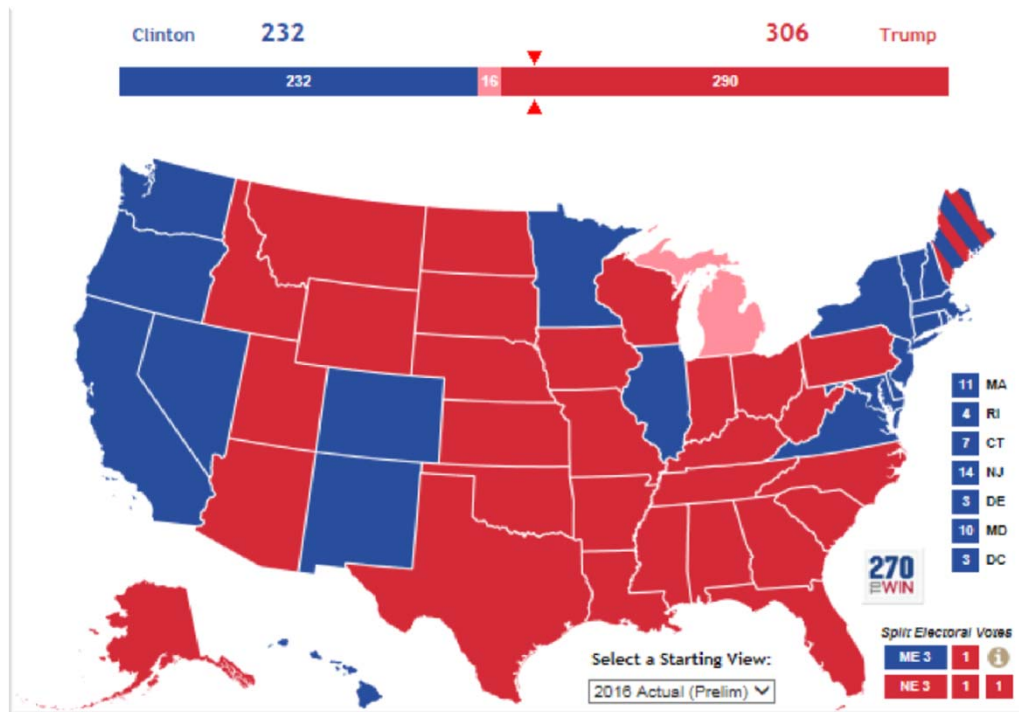 Clinton 232 306 Trump
232 16 290
11 MA
4 RI
7 CT
14 NJ
3 DE
10 MD
3 DC
270
TO WIN
Split Electoral Votes
Select a Starting View:
ME 3 1 i
2016 Actual (Prelim)
NE 3 1 1